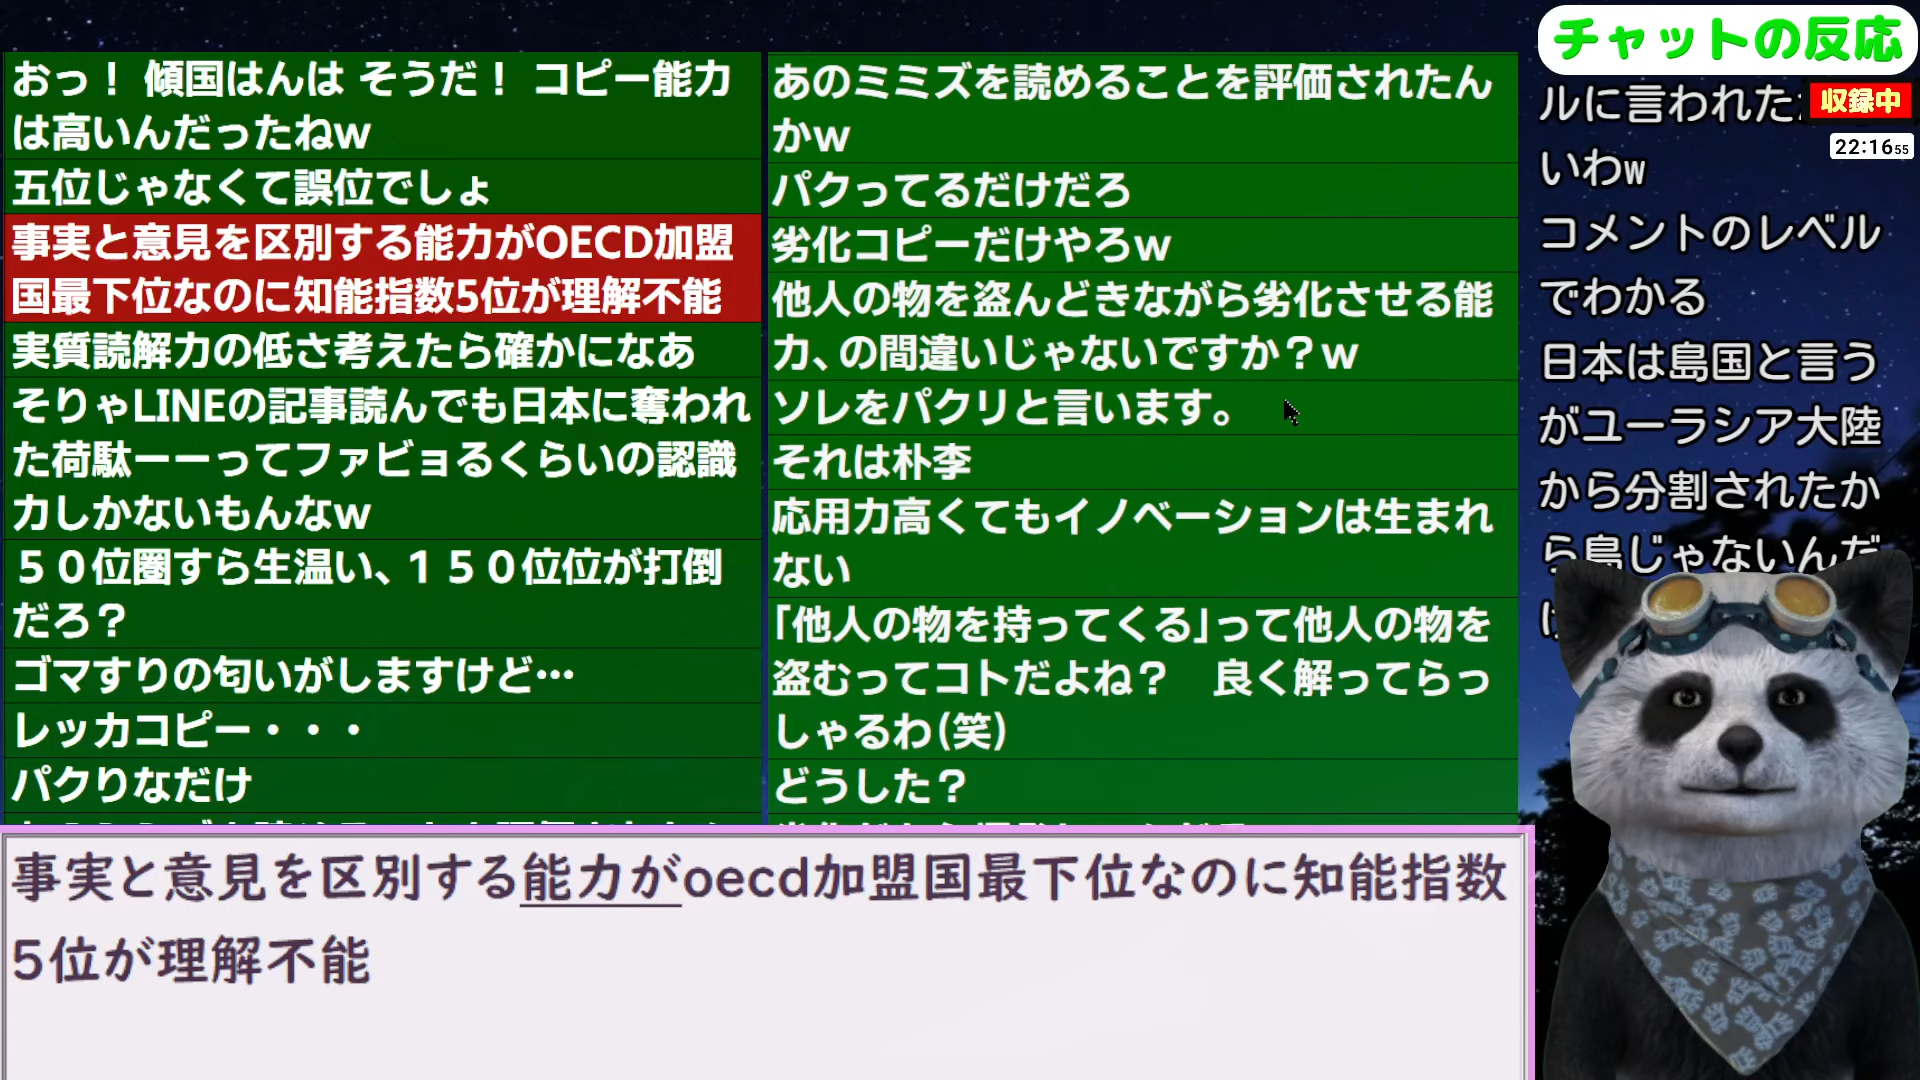 おっ！ 傾国はんは そうだ！ コピー能力
は高いんだったねw
五位じゃなくて誤位でしょ
事実と意見を区別する能力がOECD加盟
国最下位なのに知能指数5位が理解不能
実質読解力の低さ考えたら確かになあ
そりゃLINEの記事読んでも日本に奪われ
た荷駄ーーってファビョるくらいの認識
力しかないもんなw
５０位圏すら生温い、１５０位位が打倒
だろ？
ゴマすりの匂いがしますけど…
レッカコピー・・・
パクりなだけ
あのミミズを読めることを評価されたん
かw
パクってるだけだろ
劣化コピーだけやろw
他人の物を盗んどきながら劣化させる能
力、の間違いじゃないですか？w
ソレをパクリと言います。
それは朴李
応用力高くてもイノベーションは生まれ
ない
「他人の物を持ってくる」って他人の物を
盗むってコトだよね？　良く解ってらっ
しゃるわ(笑)
どうした？
チャットの反応
収録中
22:16 55
ルに言われた
いわw
コメントのレベル
でわかる
日本は島国と言う
がユーラシア大陸
から分割されたか
ら島じゃないんだ
事実と意見を区別する能力がoecd加盟国最下位なのに知能指数
5位が理解不能